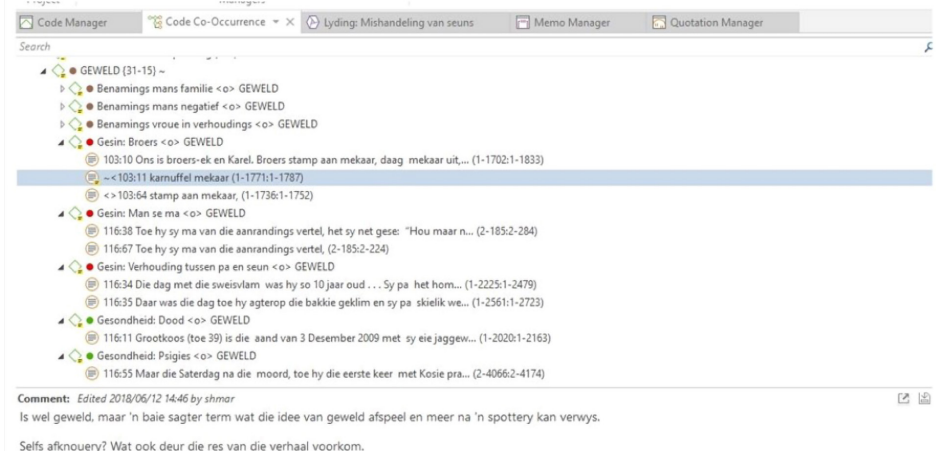 Code Manager
Code Co-Occurrence
Lyding: Mishandeling van seuns
Memo Manager
Quotation Manager
Search
GEWELD {31-15} ~
Benamings mans familie <o> GEWELD
Benamings mans negatief <o> GEWELD
Benamings vroue in verhoudings <o> GEWELD
Gesin: Broers <o> GEWELD
103:10 Ons is broers-ek en Karel. Broers stamp aan mekaar, daag mekaar uit,... (1-1702:1-1833)
~<103:11 karnuffel mekaar (1-1771:1-1787)
<>103:64 stamp aan mekaar, (1-1736:1-1752)
Gesin: Man se ma <o> GEWELD
116:38 Toe hy sy ma van die aanrandings vertel, het sy net gese: "Hou maar n... (2-185:2-284)
116:67 Toe hy sy ma van die aanrandings vertel, (2-185:2-224)
Gesin: Verhouding tussen pa en seun <o> GEWELD
116:34 Die dag met die sweisvlam was hy so 10 jaar oud . . . Sy pa het hom... (1-2225:1-2479)
116:35 Daar was die dag toe hy agterop die bakkie geklim en sy pa skielik we... (1-2561:1-2723)
Gesondheid: Dood <o> GEWELD
116:11 Grootkoos (toe 39) is die aand van 3 Desember 2009 met sy eie jaggew... (1-2020:1-2163)
Gesondheid: Psigies <o> GEWELD
116:55 Maar die Saterdag na die moord, toe hy die eerste keer met Kosie pra... (2-4066:2-4174)
Comment: Edited 2018/06/12 14:46 by shmar
Is wel geweld, maar 'n baie sagter term wat die idee van geweld afspeel en meer na 'n spottery kan verwys.
Selfs afknouery? Wat ook deur die res van die verhaal voorkom.